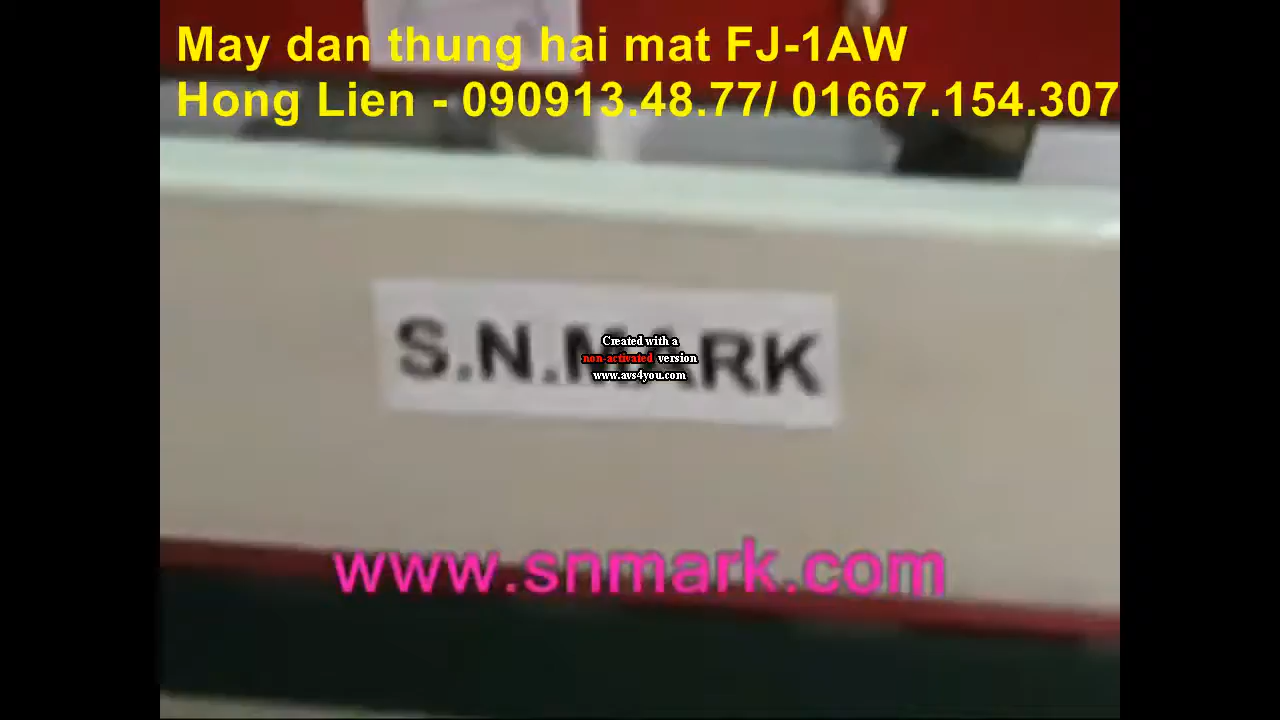 May dan thung hai mat FJ-1AW
Hong Lien - 090913.48.77/ 01667.154.307
S.N.MARK
Created with a
non-activated version
www.avs4you.com
www.snmark.com